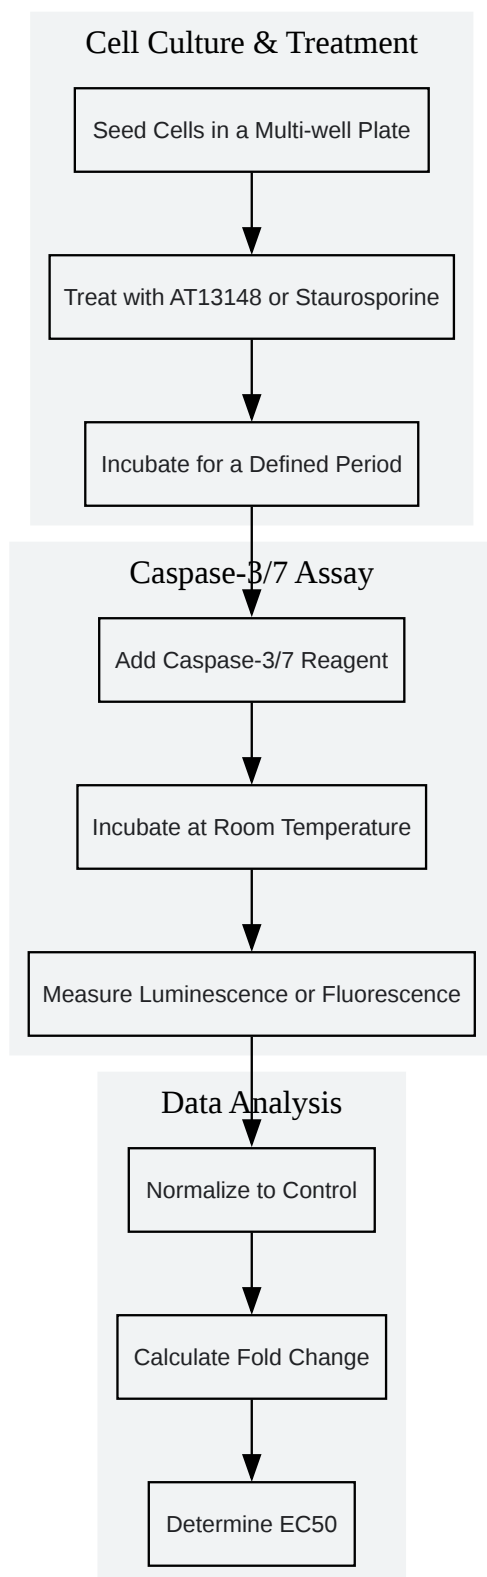 Cell Culture & Treatment
Seed Cells in a Multi-well Plate
Treat with AT13148 or Staurosporine
Incubate for a Defined Period
Caspase-3/7 Assay
Add Caspase-3/7 Reagent
Incubate at Room Temperature
Measure Luminescence or Fluorescence
Data Analysis
Normalize to Control
Calculate Fold Change
Determine EC50